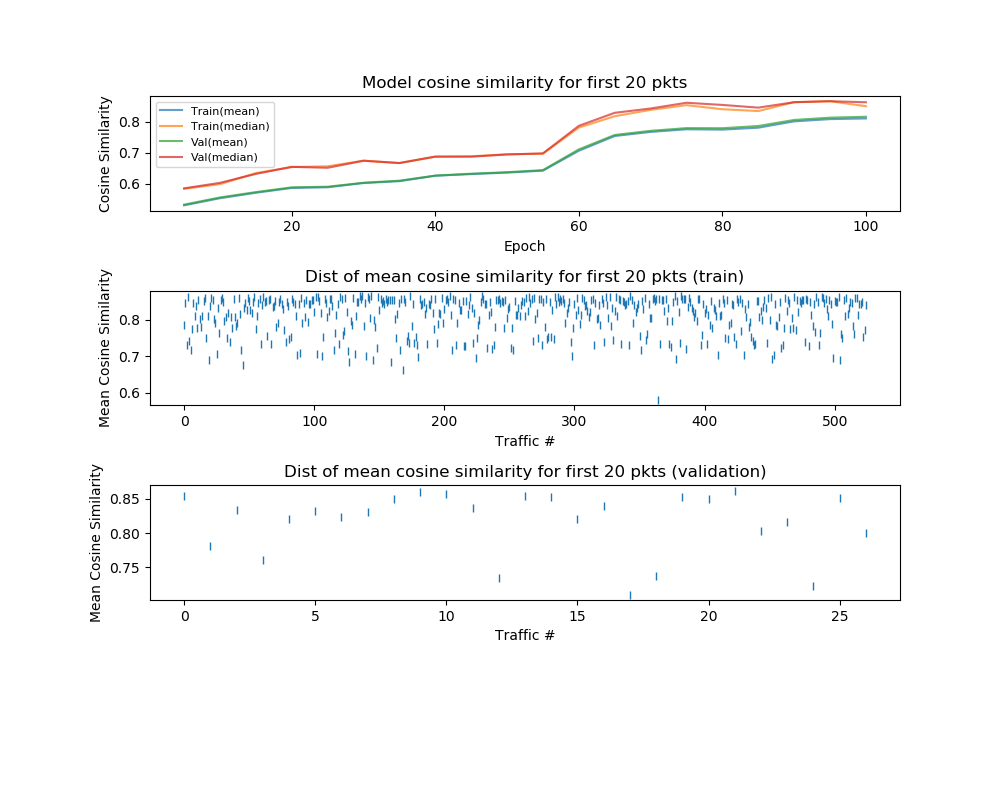 Model cosine similarity for first 20 pkts
Cosine Similarity
0.8
0.7
0.6
Train(mean)
Train(median)
Val(mean)
Val(median)
20 40 60 80 100
Epoch
Dist of mean cosine similarity for first 20 pkts (train)
Mean Cosine Similarity
0.8
0.7
0.6
0 100 200 300 400 500
Traffic #
Dist of mean cosine similarity for first 20 pkts (validation)
Mean Cosine Similarity
0.85
0.80
0.75
0 5 10 15 20 25
Traffic #